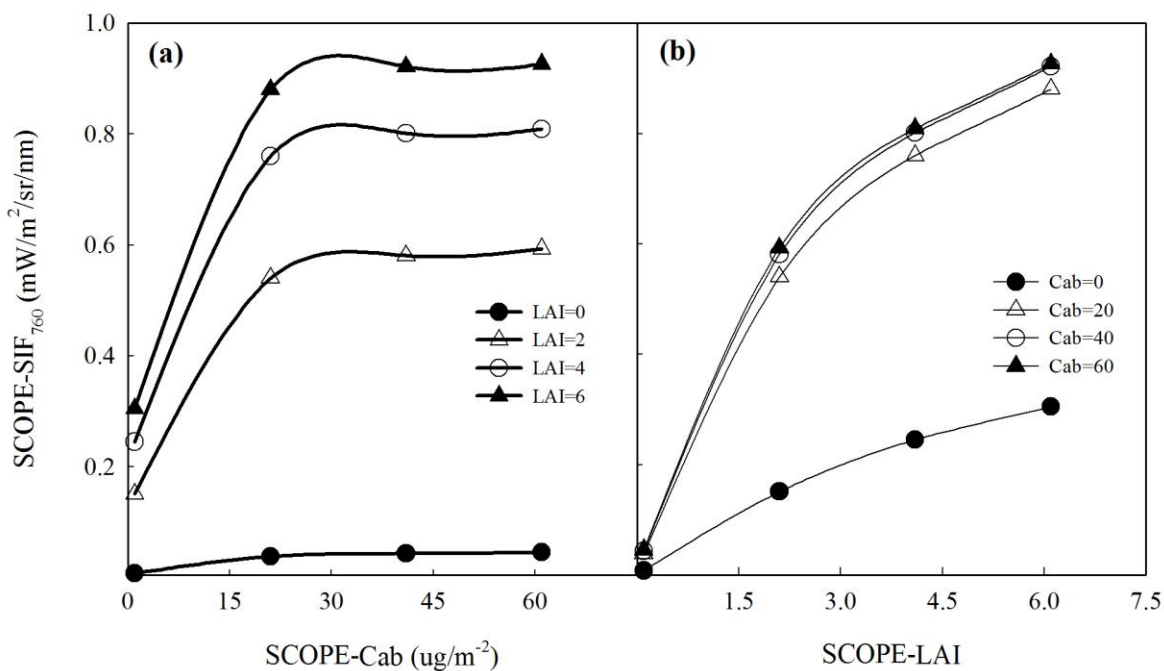 1.0
0.8
0.6
0.4
0.2
SCOPE-SIF760 (mW/m2/sr/nm)
(a)
LAI=0
LAI=2
LAI=4
LAI=6
0 15 30 45 60
SCOPE-Cab (ug/m-2)
(b)
Cab=0
Cab=20
Cab=40
Cab=60
1.5 3.0 4.5 6.0 7.5
SCOPE-LAI